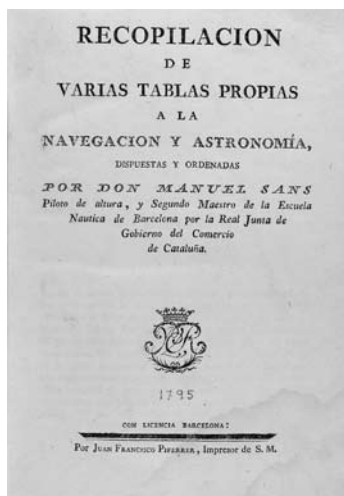 RECOPILACION
DE
VARIAS TABLAS PROPIAS
A LA
NAVEGACION Y ASTRONOMÍA,
DISPUESTAS Y ORDENADAS
POR DON MANUEL SANS
Piloto de altura, y Segundo Maestro de la Escuela
Nautica de Barcelona por la Real Junta de
Gobierno del Comercio
de Cataluña.
1795
CON LICENCIA BARCELONA:
Por JUAN FRANCISCO PIFERRER, Impresor de S. M.